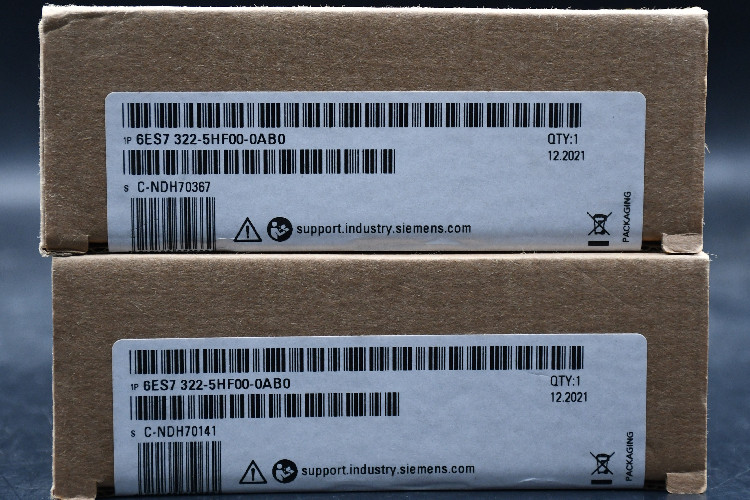 1P 6ES7 322-5HF00-0AB0
QTY:1
12.2021
S C-NDH70367
support.industry.siemens.com
PACKAGING
1P 6ES7 322-5HF00-0AB0
QTY:1
12.2021
S C-NDH70141
support.industry.siemens.com
PACKAGING